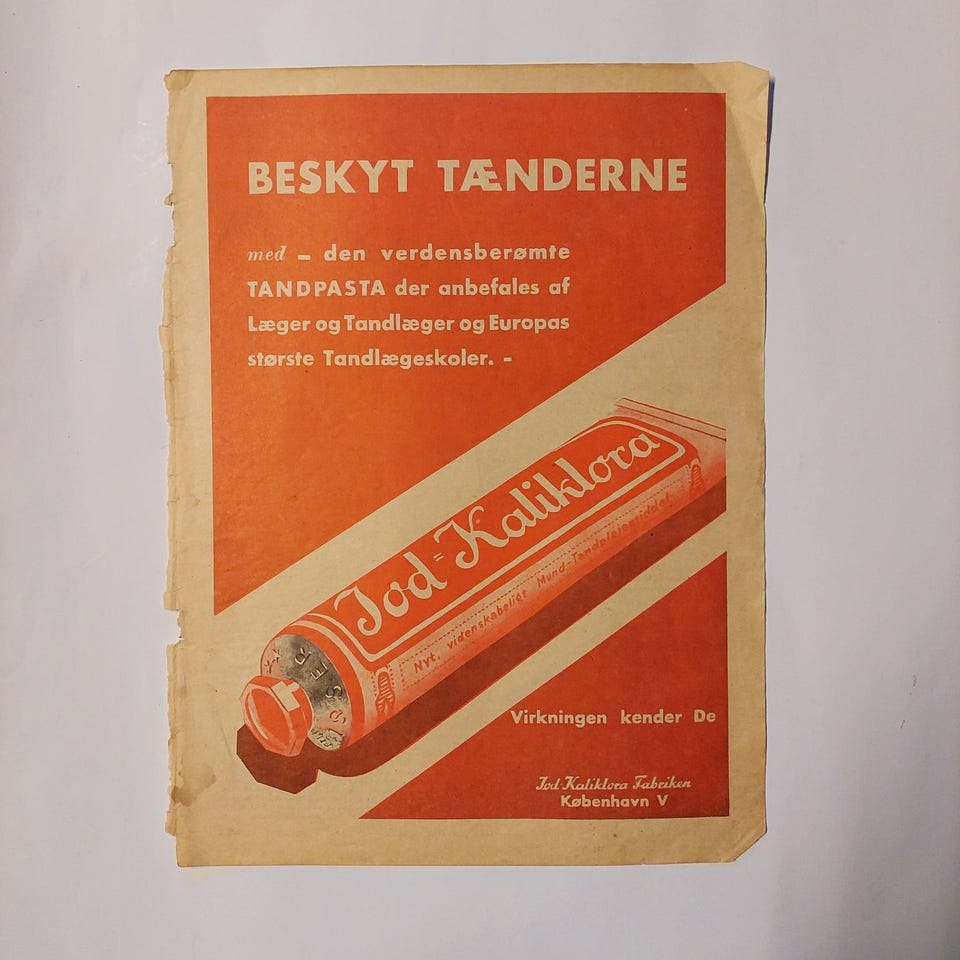 BESKYT TÆNDERNE
med – den verdensberømte
TANDPASTA der anbefales af
Læger og Tandlæger og Europas
største Tandlægeskoler. –
Jod=Kaliklora
Nyt, videnskabeligt Mund-Tandplejemiddel
Virkningen kender De
Jod-Kaliklora Fabriken
København V